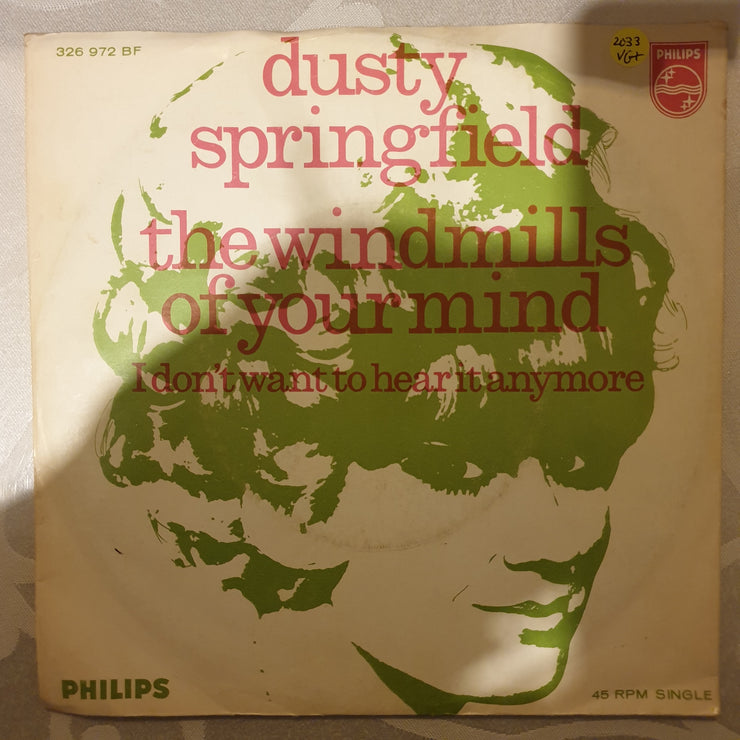 326 972 BF
2033
VG+
PHILIPS
dusty
springfield
the windmills
of your mind
I don't want to hear it anymore
PHILIPS
45 RPM SINGLE